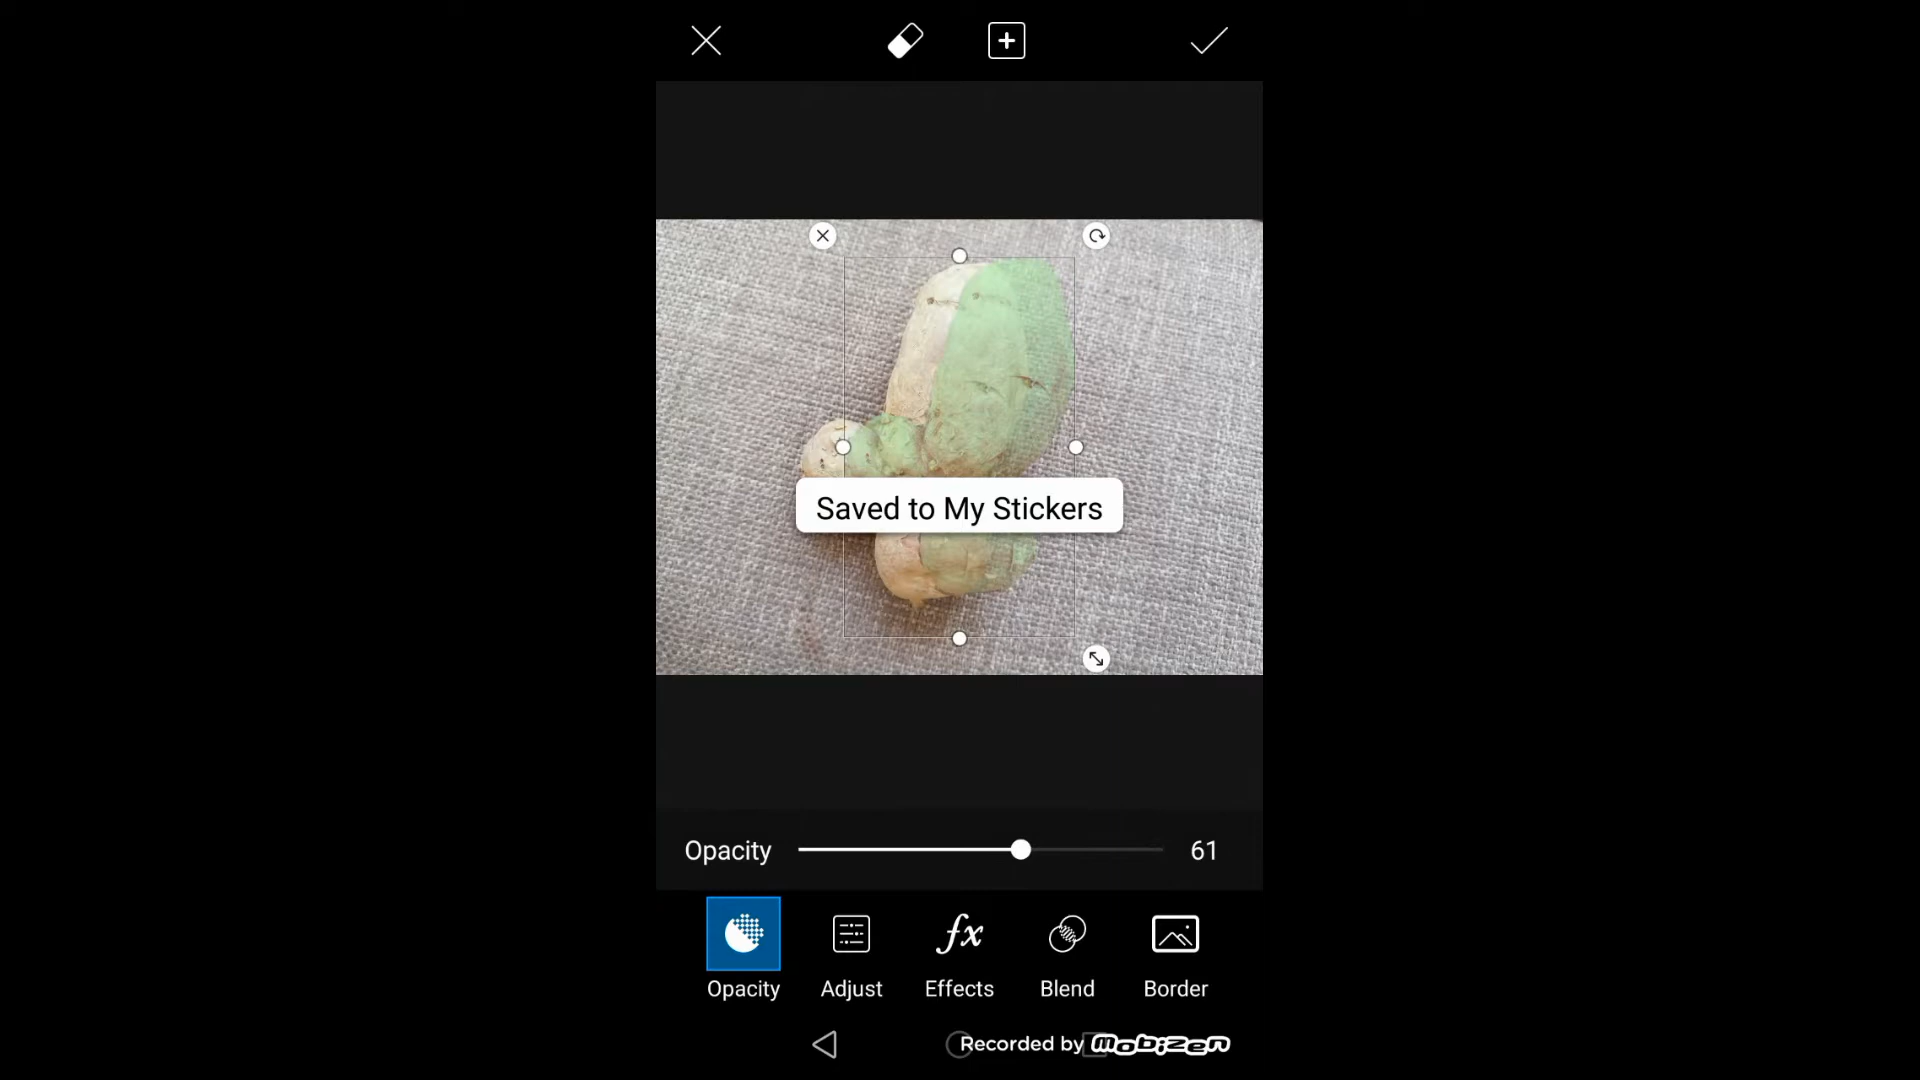 Saved to My Stickers
Opacity 61
Opacity Adjust Effects Blend Border
Recorded by Mobizen